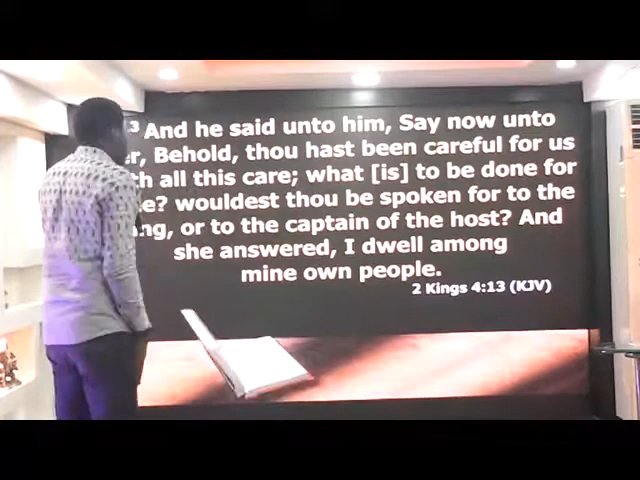 And he said unto him, Say now unto
Behold, thou hast been careful for us
all this care; what [is] to be done for
wouldest thou be spoken for to the
or to the captain of the host? And
she answered, I dwell among
mine own people.
2 Kings 4:13 (KJV)